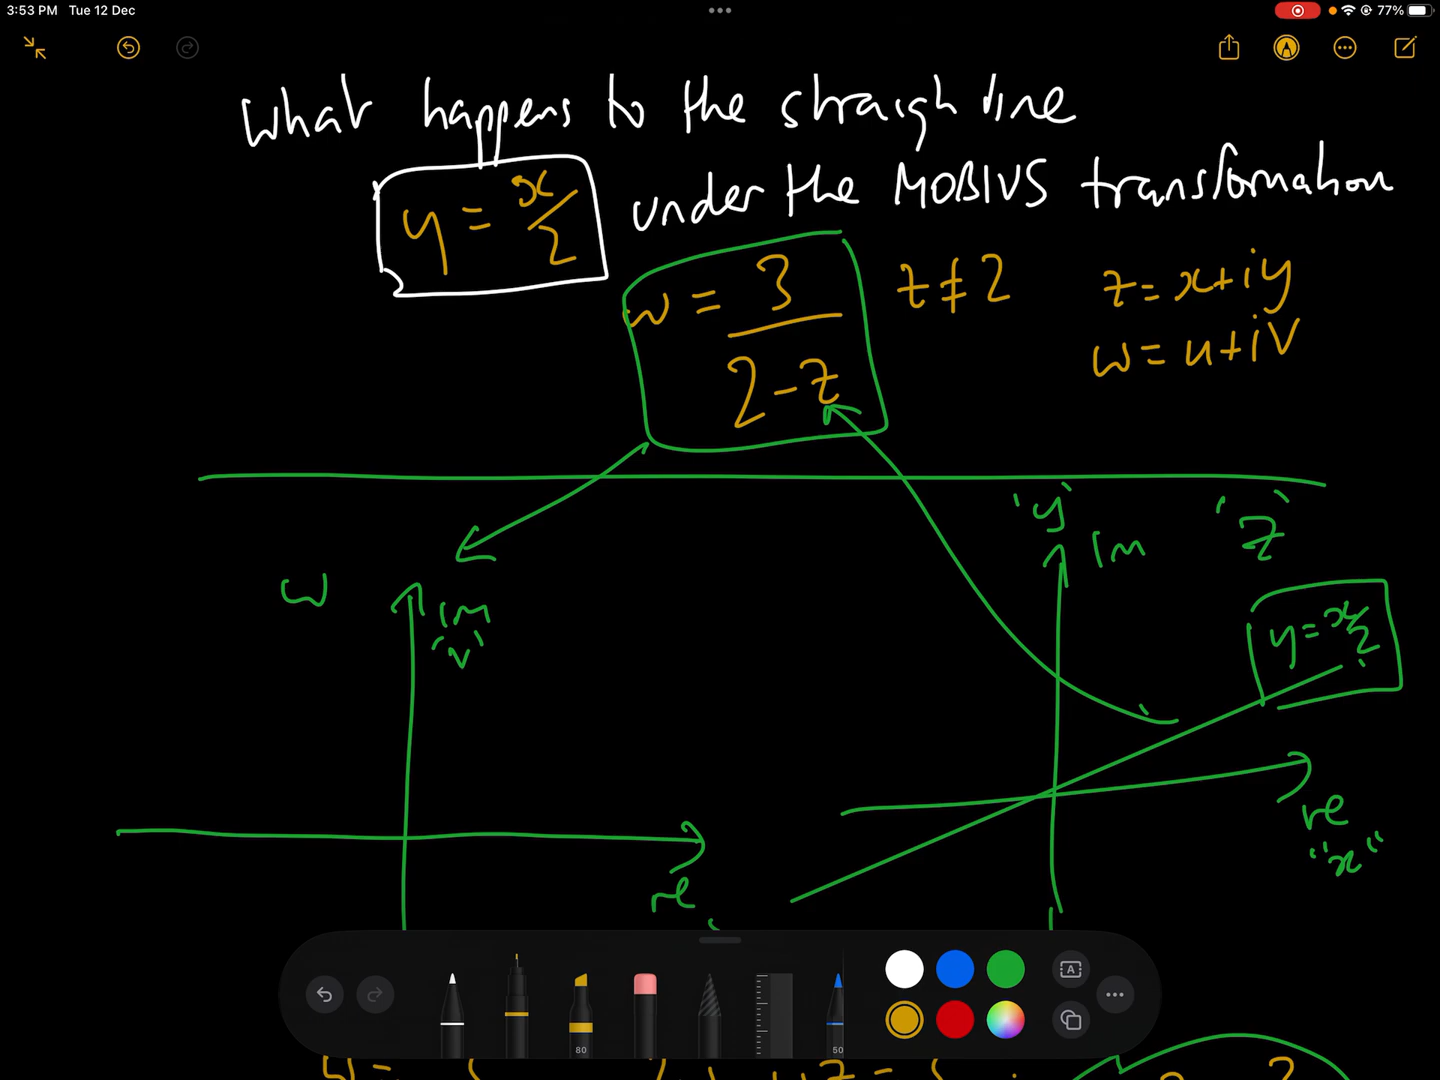 3:53 PM Tue 12 Dec
77%
What happens to the straigh line
y = x/2 under the MOBIUS transformation
w = 3/(2-z) z ≠ 2 z = x+iy
w = u+iv
'y' Im 'z'
w Im 'v'
y = x/2
re "x"
re
A
80
50